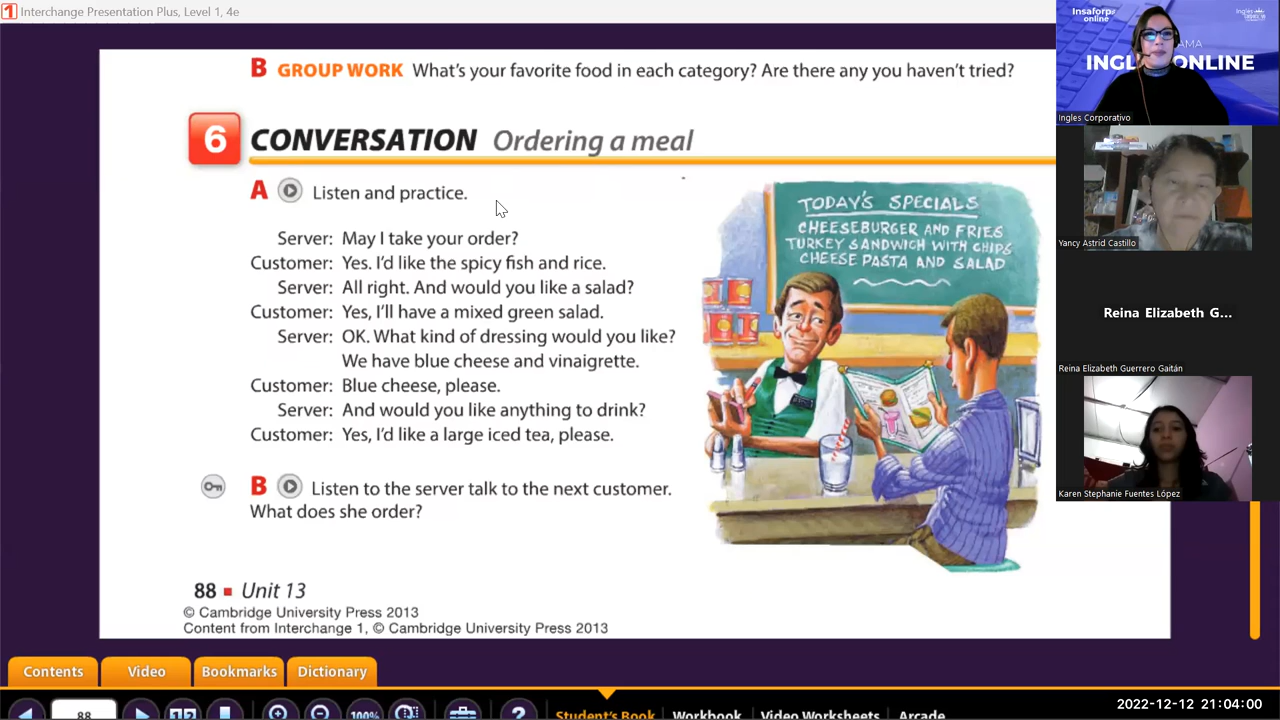 Interchange Presentation Plus, Level 1, 4e
B GROUP WORK What's your favorite food in each category? Are there any you haven't tried?
6 CONVERSATION Ordering a meal
A Listen and practice.
Server: May I take your order?
Customer: Yes. I'd like the spicy fish and rice.
Server: All right. And would you like a salad?
Customer: Yes, I'll have a mixed green salad.
Server: OK. What kind of dressing would you like?
We have blue cheese and vinaigrette.
Customer: Blue cheese, please.
Server: And would you like anything to drink?
Customer: Yes, I'd like a large iced tea, please.
B Listen to the server talk to the next customer.
What does she order?
TODAY'S SPECIALS
CHEESEBURGER AND FRIES
TURKEY SANDWICH WITH CHIPS
CHEESE PASTA AND SALAD
88 Unit 13
© Cambridge University Press 2013
Content from Interchange 1, © Cambridge University Press 2013
Contents Video Bookmarks Dictionary
88 100% ?
Student's Book Workbook Video Worksheets Arcade
Insaforp
online
Inglés
AMA
INGL ONLINE
Ingles Corporativo
Yancy Astrid Castillo
Reina Elizabeth G...
Reina Elizabeth Guerrero Gaitán
Karen Stephanie Fuentes López
2022-12-12 21:04:00